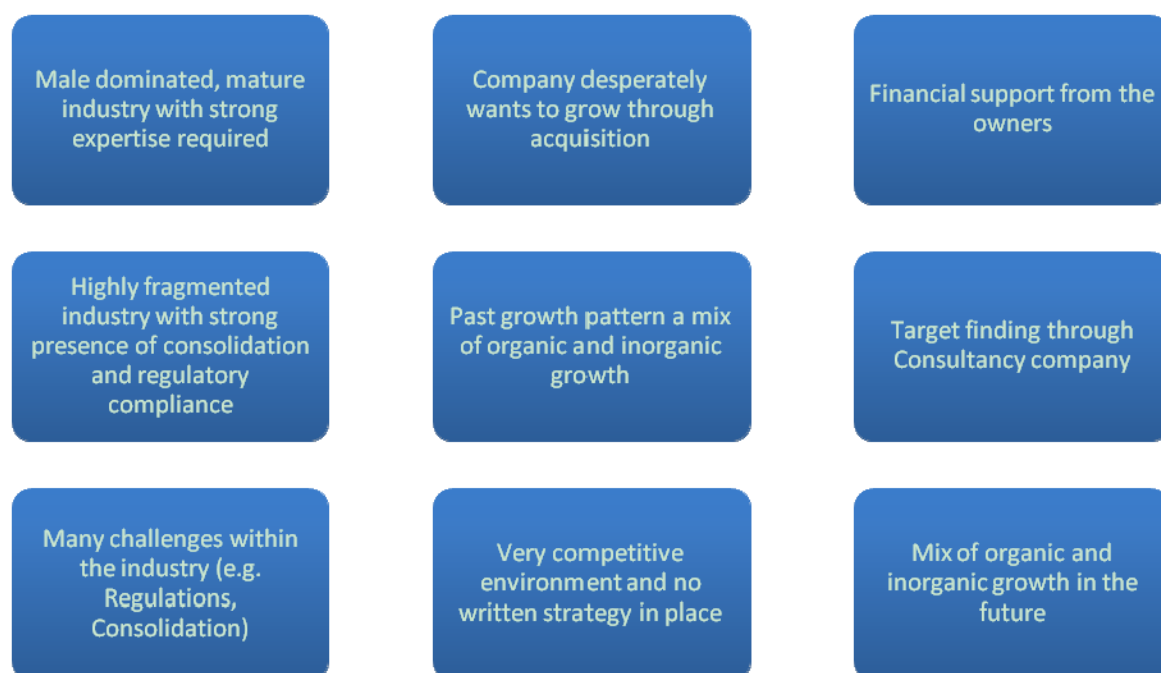 Male dominated, mature
industry with strong
expertise required
Company desperately
wants to grow through
acquisition
Financial support from the
owners
Highly fragmented
industry with strong
presence of consolidation
and regulatory
compliance
Past growth pattern a mix
of organic and inorganic
growth
Target finding through
Consultancy company
Many challenges within
the industry (e.g.
Regulations,
Consolidation)
Very competitive
environment and no
written strategy in place
Mix of organic and
inorganic growth in the
future